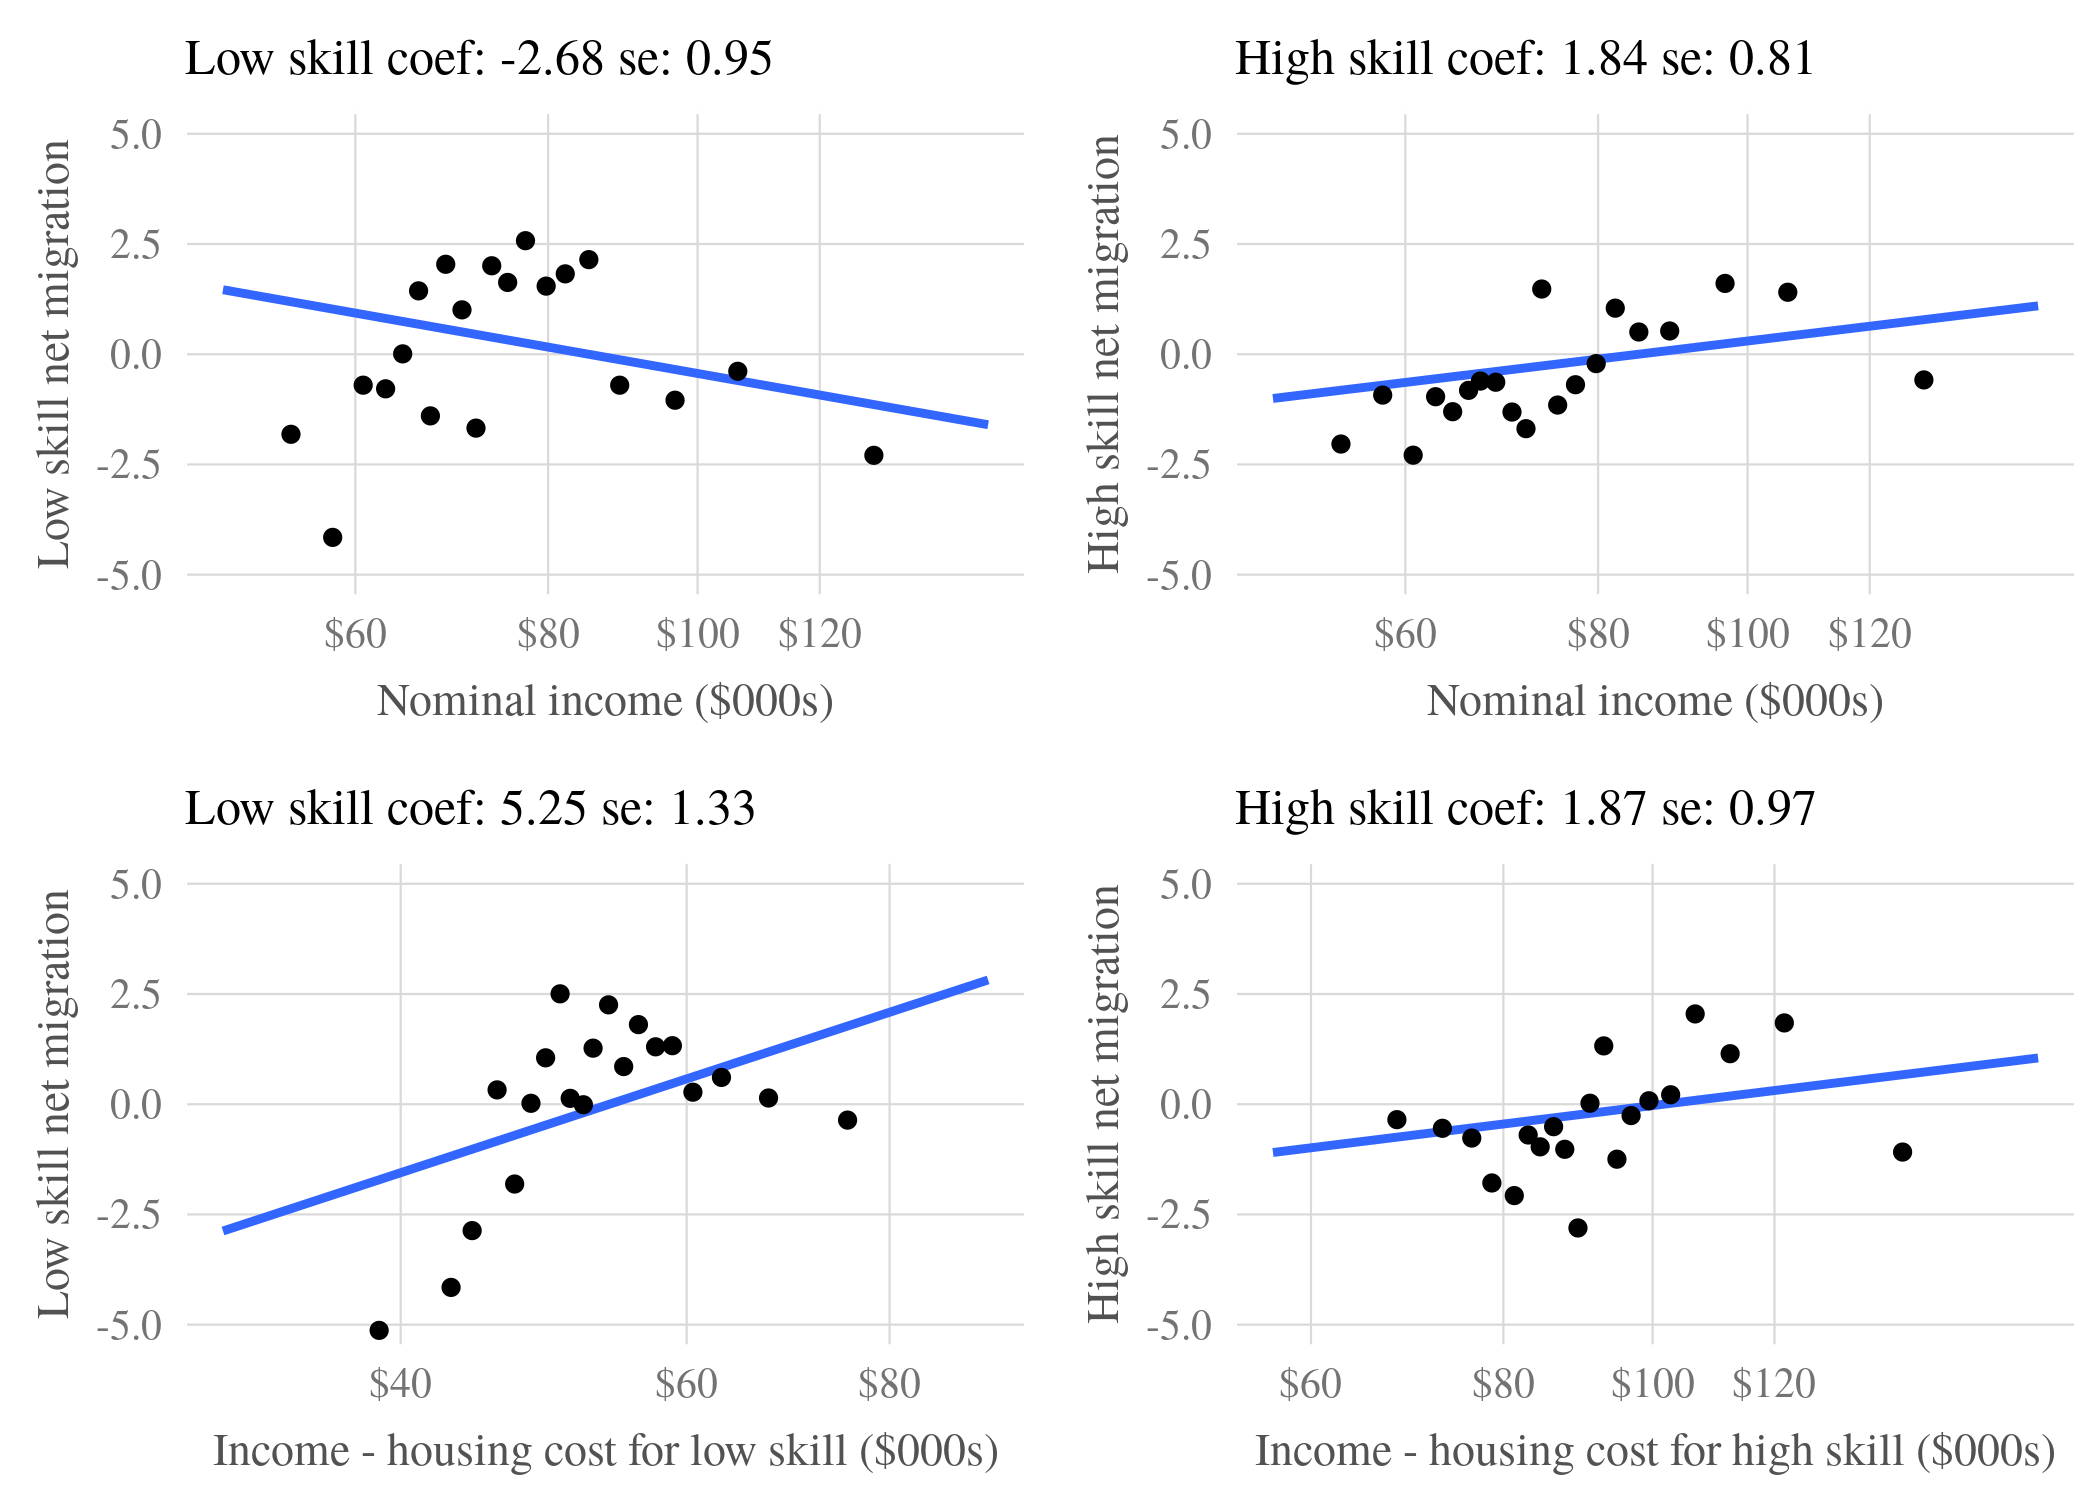 Low skill coef: -2.68 se: 0.95
Low skill net migration
5.0
2.5
0.0
-2.5
-5.0
$60 $80 $100 $120
Nominal income ($000s)
High skill coef: 1.84 se: 0.81
High skill net migration
5.0
2.5
0.0
-2.5
-5.0
$60 $80 $100 $120
Nominal income ($000s)
Low skill coef: 5.25 se: 1.33
Low skill net migration
5.0
2.5
0.0
-2.5
-5.0
$40 $60 $80
Income - housing cost for low skill ($000s)
High skill coef: 1.87 se: 0.97
High skill net migration
5.0
2.5
0.0
-2.5
-5.0
$60 $80 $100 $120
Income - housing cost for high skill ($000s)